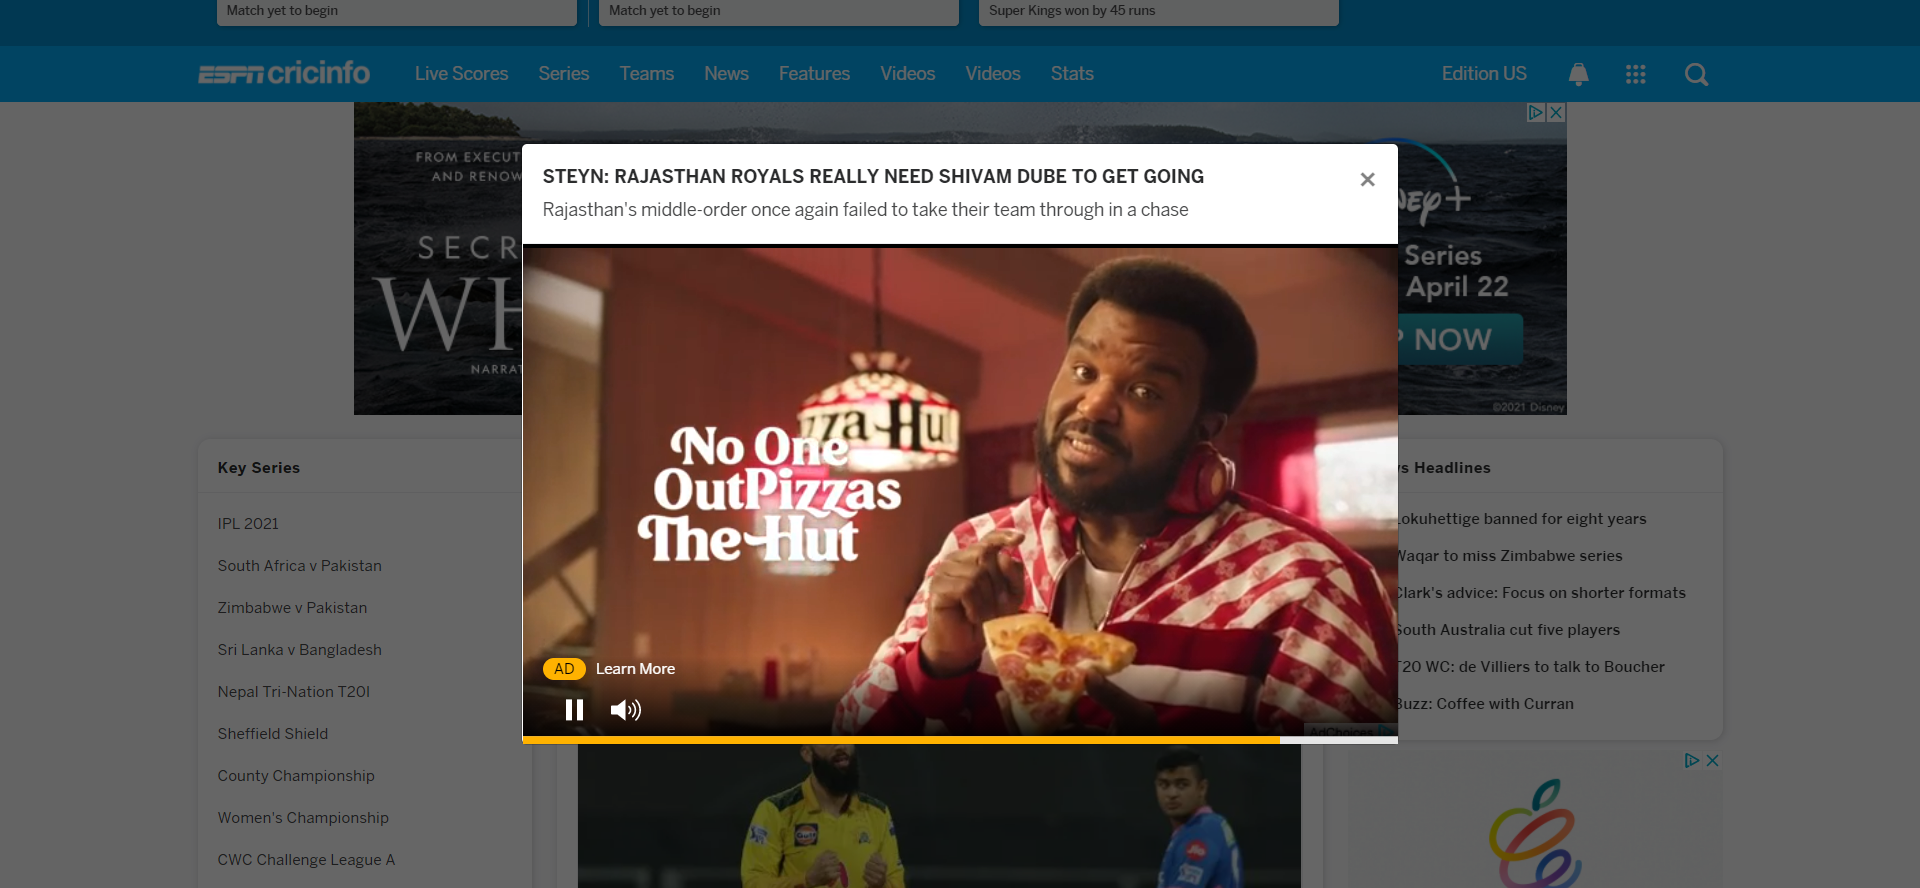 Match yet to begin
Match yet to begin
Super Kings won by 45 runs
ESPN cricinfo
Live Scores
Series
Teams
News
Features
Videos
Videos
Stats
Edition US
FROM EXECUT
AND RENOW
SECR
WH
NARRAT
STEYN: RAJASTHAN ROYALS REALLY NEED SHIVAM DUBE TO GET GOING
Rajasthan's middle-order once again failed to take their team through in a chase
NEP+
Series
April 22
NOW
©2021 Disney
zza Hut
No One
OutPizzas
The Hut
AD
Learn More
AdChoices
Key Series
IPL 2021
South Africa v Pakistan
Zimbabwe v Pakistan
Sri Lanka v Bangladesh
Nepal Tri-Nation T20I
Sheffield Shield
County Championship
Women's Championship
CWC Challenge League A
vs Headlines
Lokuhettige banned for eight years
Waqar to miss Zimbabwe series
Clark's advice: Focus on shorter formats
South Australia cut five players
T20 WC: de Villiers to talk to Boucher
Buzz: Coffee with Curran
Gulf
JIO